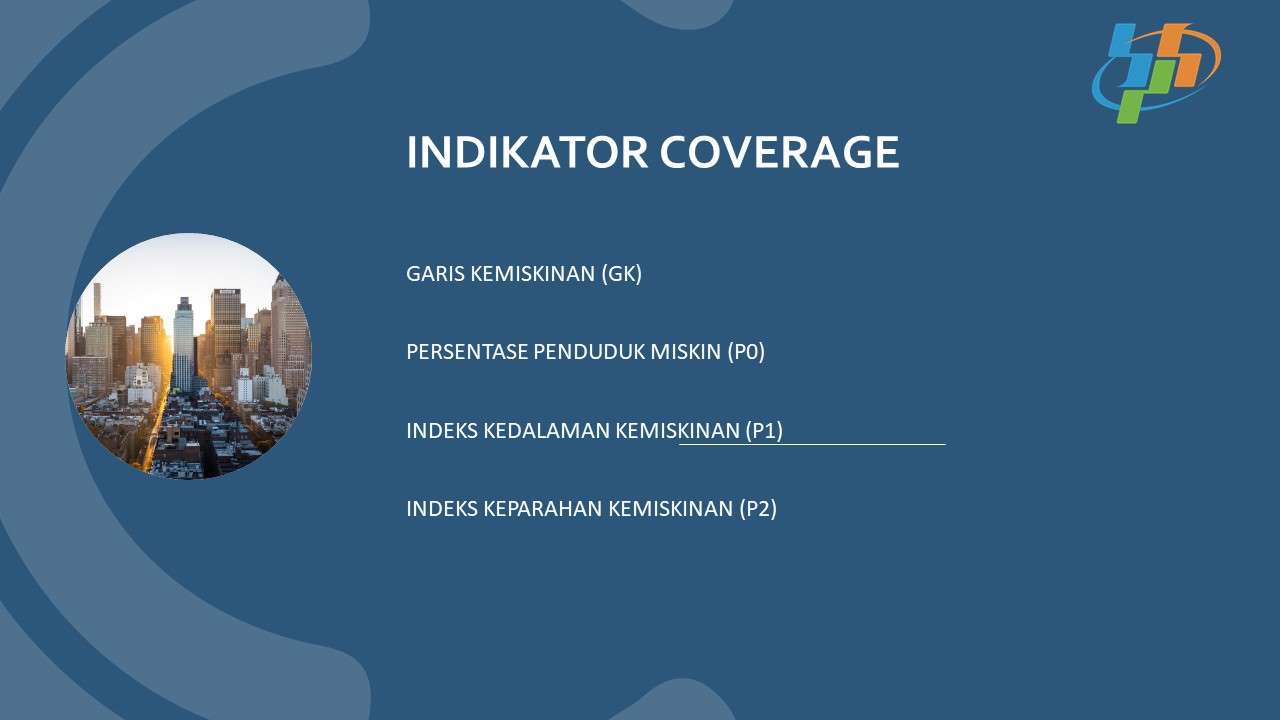 INDIKATOR COVERAGE
GARIS KEMISKINAN (GK)
PERSENTASE PENDUDUK MISKIN (P0)
INDEKS KEDALAMAN KEMISKINAN (P1)
INDEKS KEPARAHAN KEMISKINAN (P2)